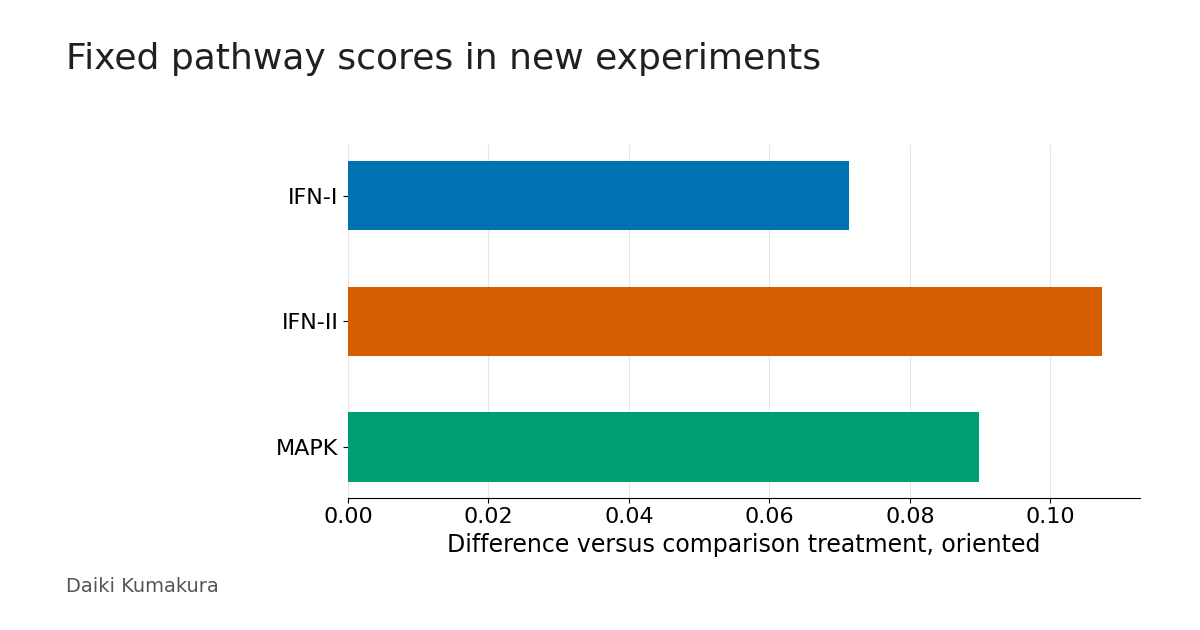 Fixed pathway scores in new experiments
IFN-I
IFN-II
MAPK
0.00 0.02 0.04 0.06 0.08 0.10
Difference versus comparison treatment, oriented
Daiki Kumakura